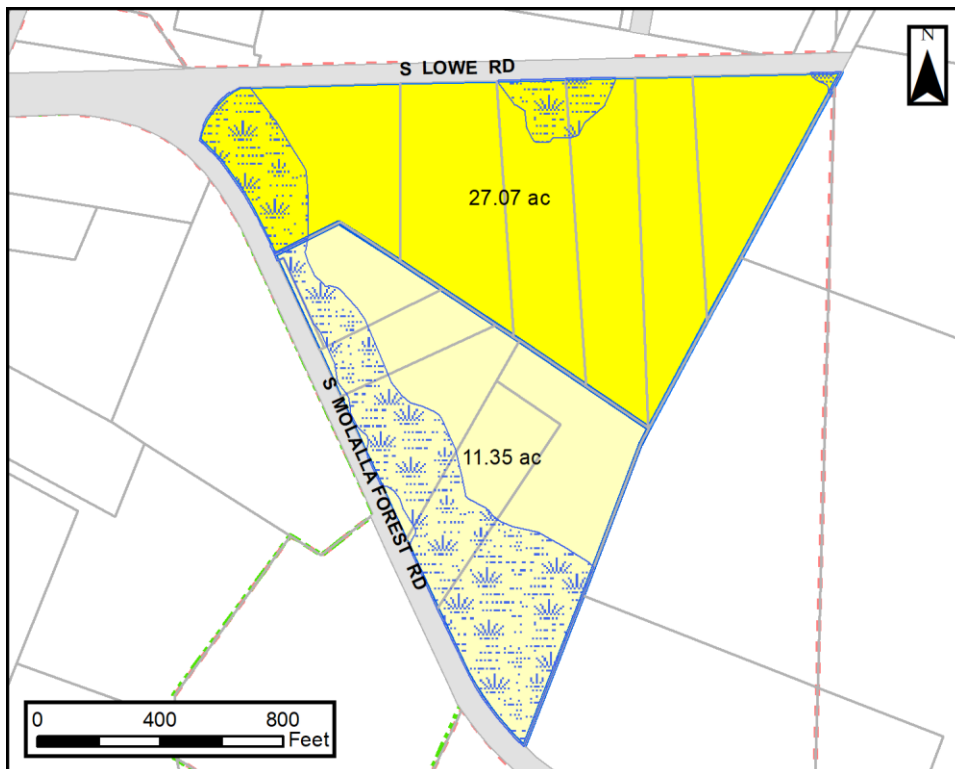 N
S LOWE RD
27.07 ac
S MOLALLA FOREST RD
11.35 ac
0 400 800
Feet